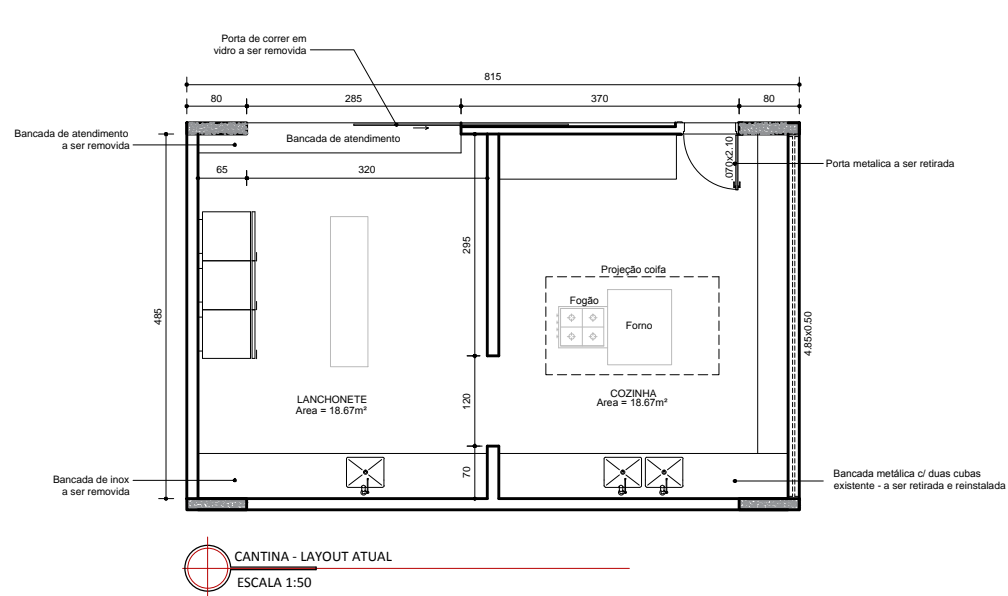 Porta de correr em
vidro a ser removida
815
80
285
370
80
Bancada de atendimento
a ser removida
Bancada de atendimento
.070x2.10
Porta metalica a ser retirada
65
320
295
Projeção coifa
Fogão
Forno
485
4.85x0.50
LANCHONETE
Area = 18.67m²
COZINHA
Area = 18.67m²
120
70
Bancada de inox
a ser removida
Bancada metálica c/ duas cubas
existente - a ser retirada e reinstalada
CANTINA - LAYOUT ATUAL
ESCALA 1:50